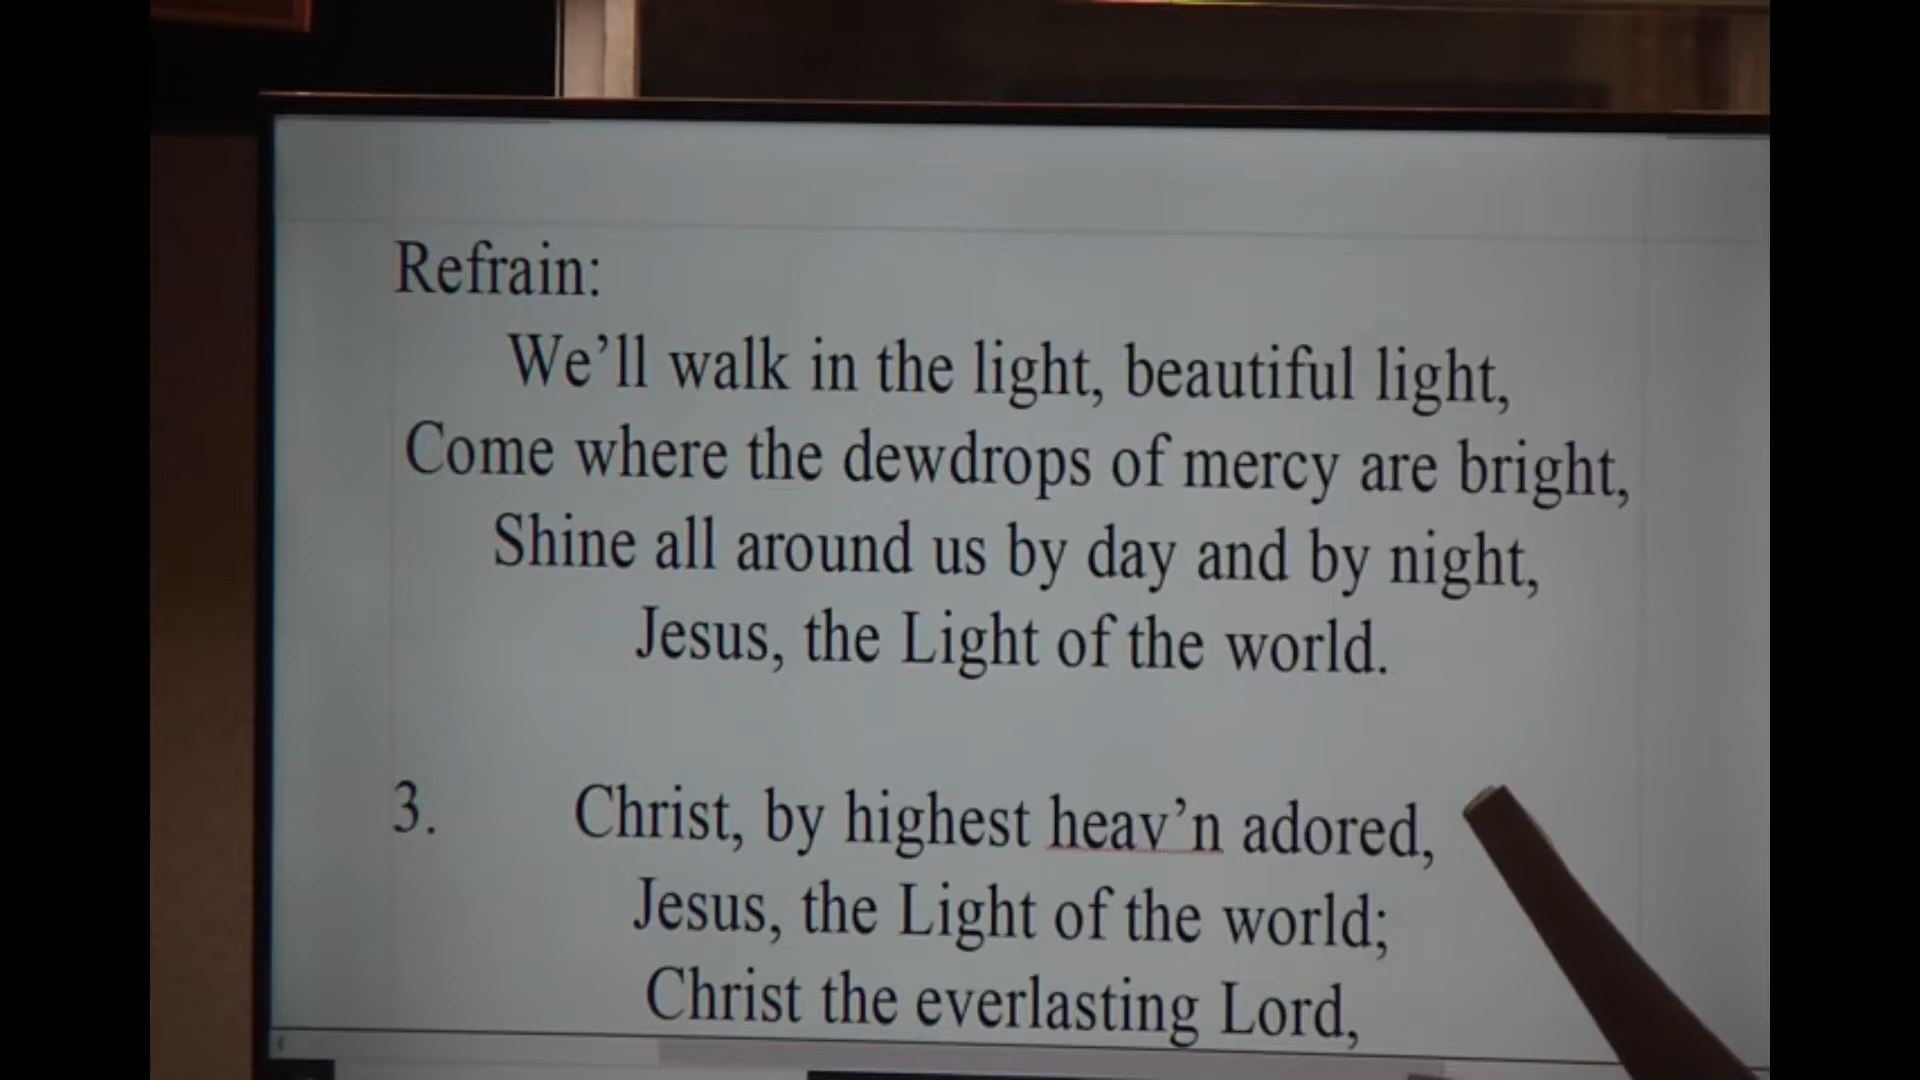 Refrain:
We’ll walk in the light, beautiful light,
Come where the dewdrops of mercy are bright,
Shine all around us by day and by night,
Jesus, the Light of the world.
3. Christ, by highest heav’n adored,
Jesus, the Light of the world;
Christ the everlasting Lord,